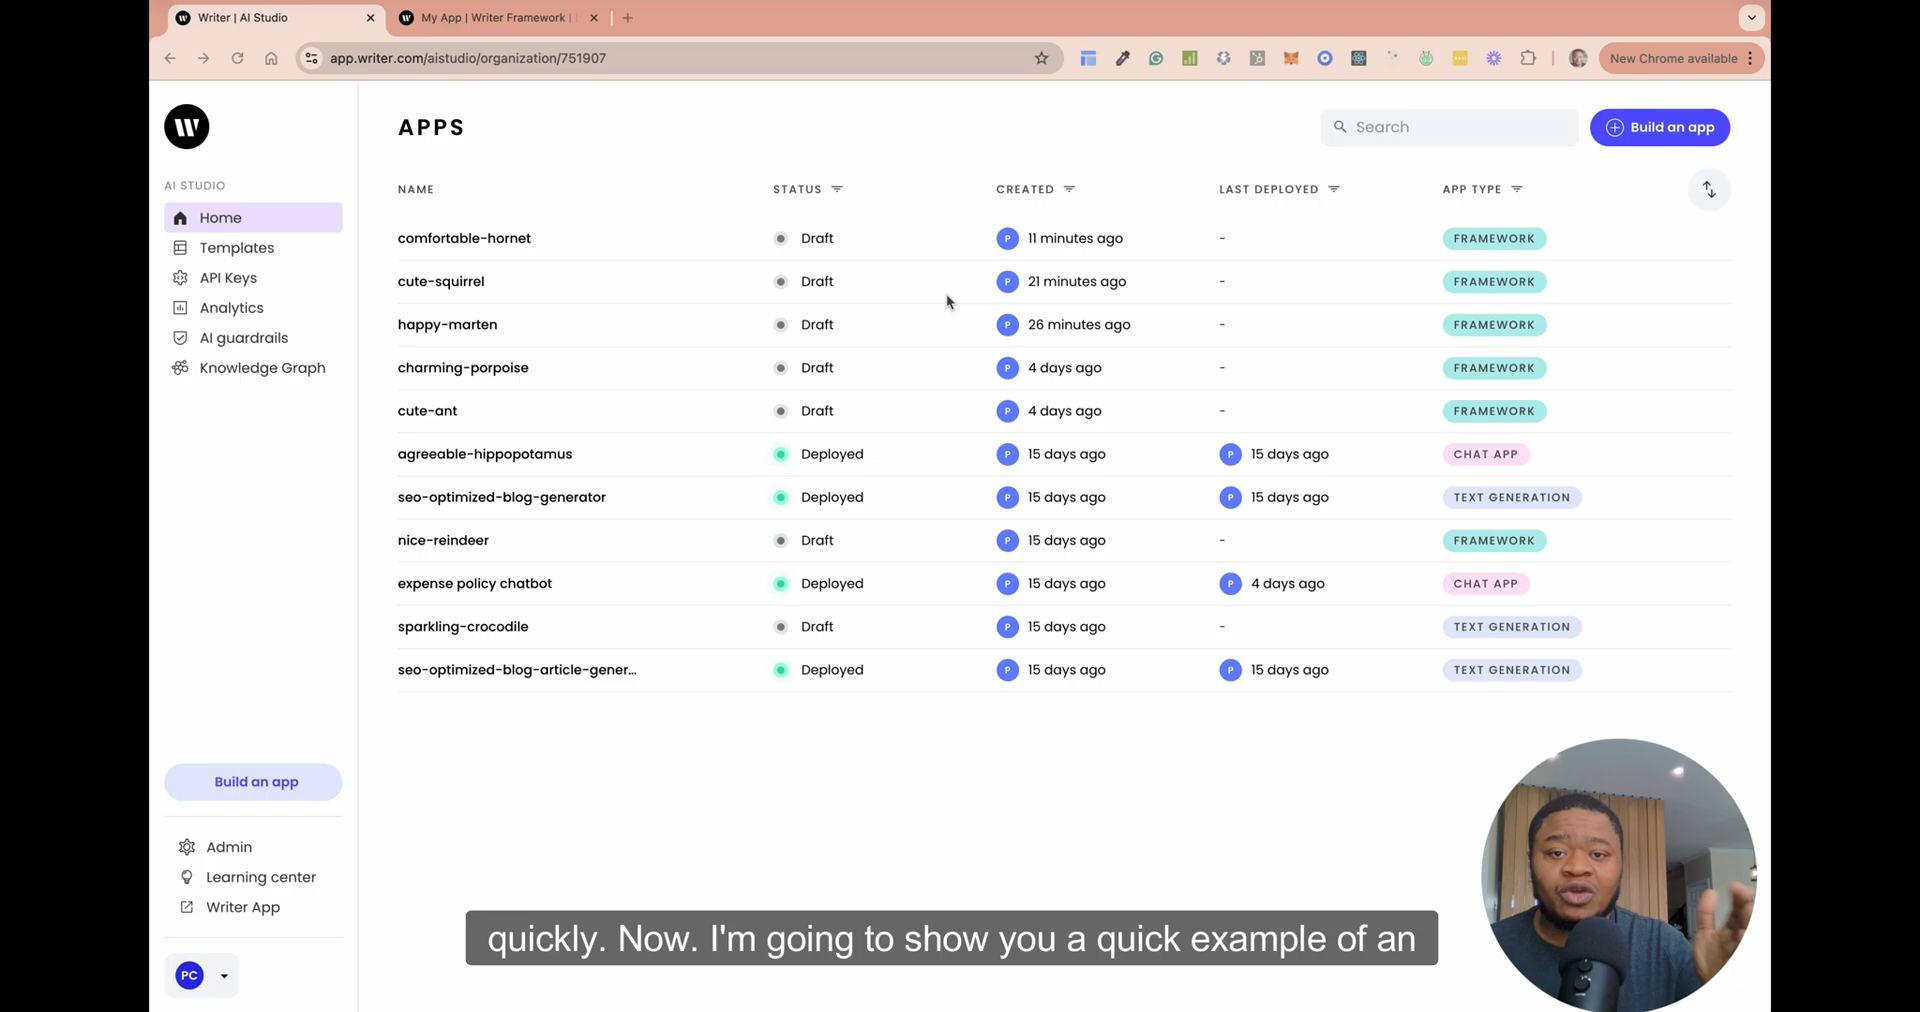 Writer | AI Studio
My App | Writer Framework |
app.writer.com/aistudio/organization/751907
New Chrome available
W
AI STUDIO
Home
Templates
API Keys
Analytics
AI guardrails
Knowledge Graph
Build an app
Admin
Learning center
Writer App
PC
APPS
Search
Build an app
NAME STATUS CREATED LAST DEPLOYED APP TYPE
comfortable-hornet Draft P 11 minutes ago - FRAMEWORK
cute-squirrel Draft P 21 minutes ago - FRAMEWORK
happy-marten Draft P 26 minutes ago - FRAMEWORK
charming-porpoise Draft P 4 days ago - FRAMEWORK
cute-ant Draft P 4 days ago - FRAMEWORK
agreeable-hippopotamus Deployed P 15 days ago P 15 days ago CHAT APP
seo-optimized-blog-generator Deployed P 15 days ago P 15 days ago TEXT GENERATION
nice-reindeer Draft P 15 days ago - FRAMEWORK
expense policy chatbot Deployed P 15 days ago P 4 days ago CHAT APP
sparkling-crocodile Draft P 15 days ago - TEXT GENERATION
seo-optimized-blog-article-gener... Deployed P 15 days ago P 15 days ago TEXT GENERATION
quickly. Now. I'm going to show you a quick example of an